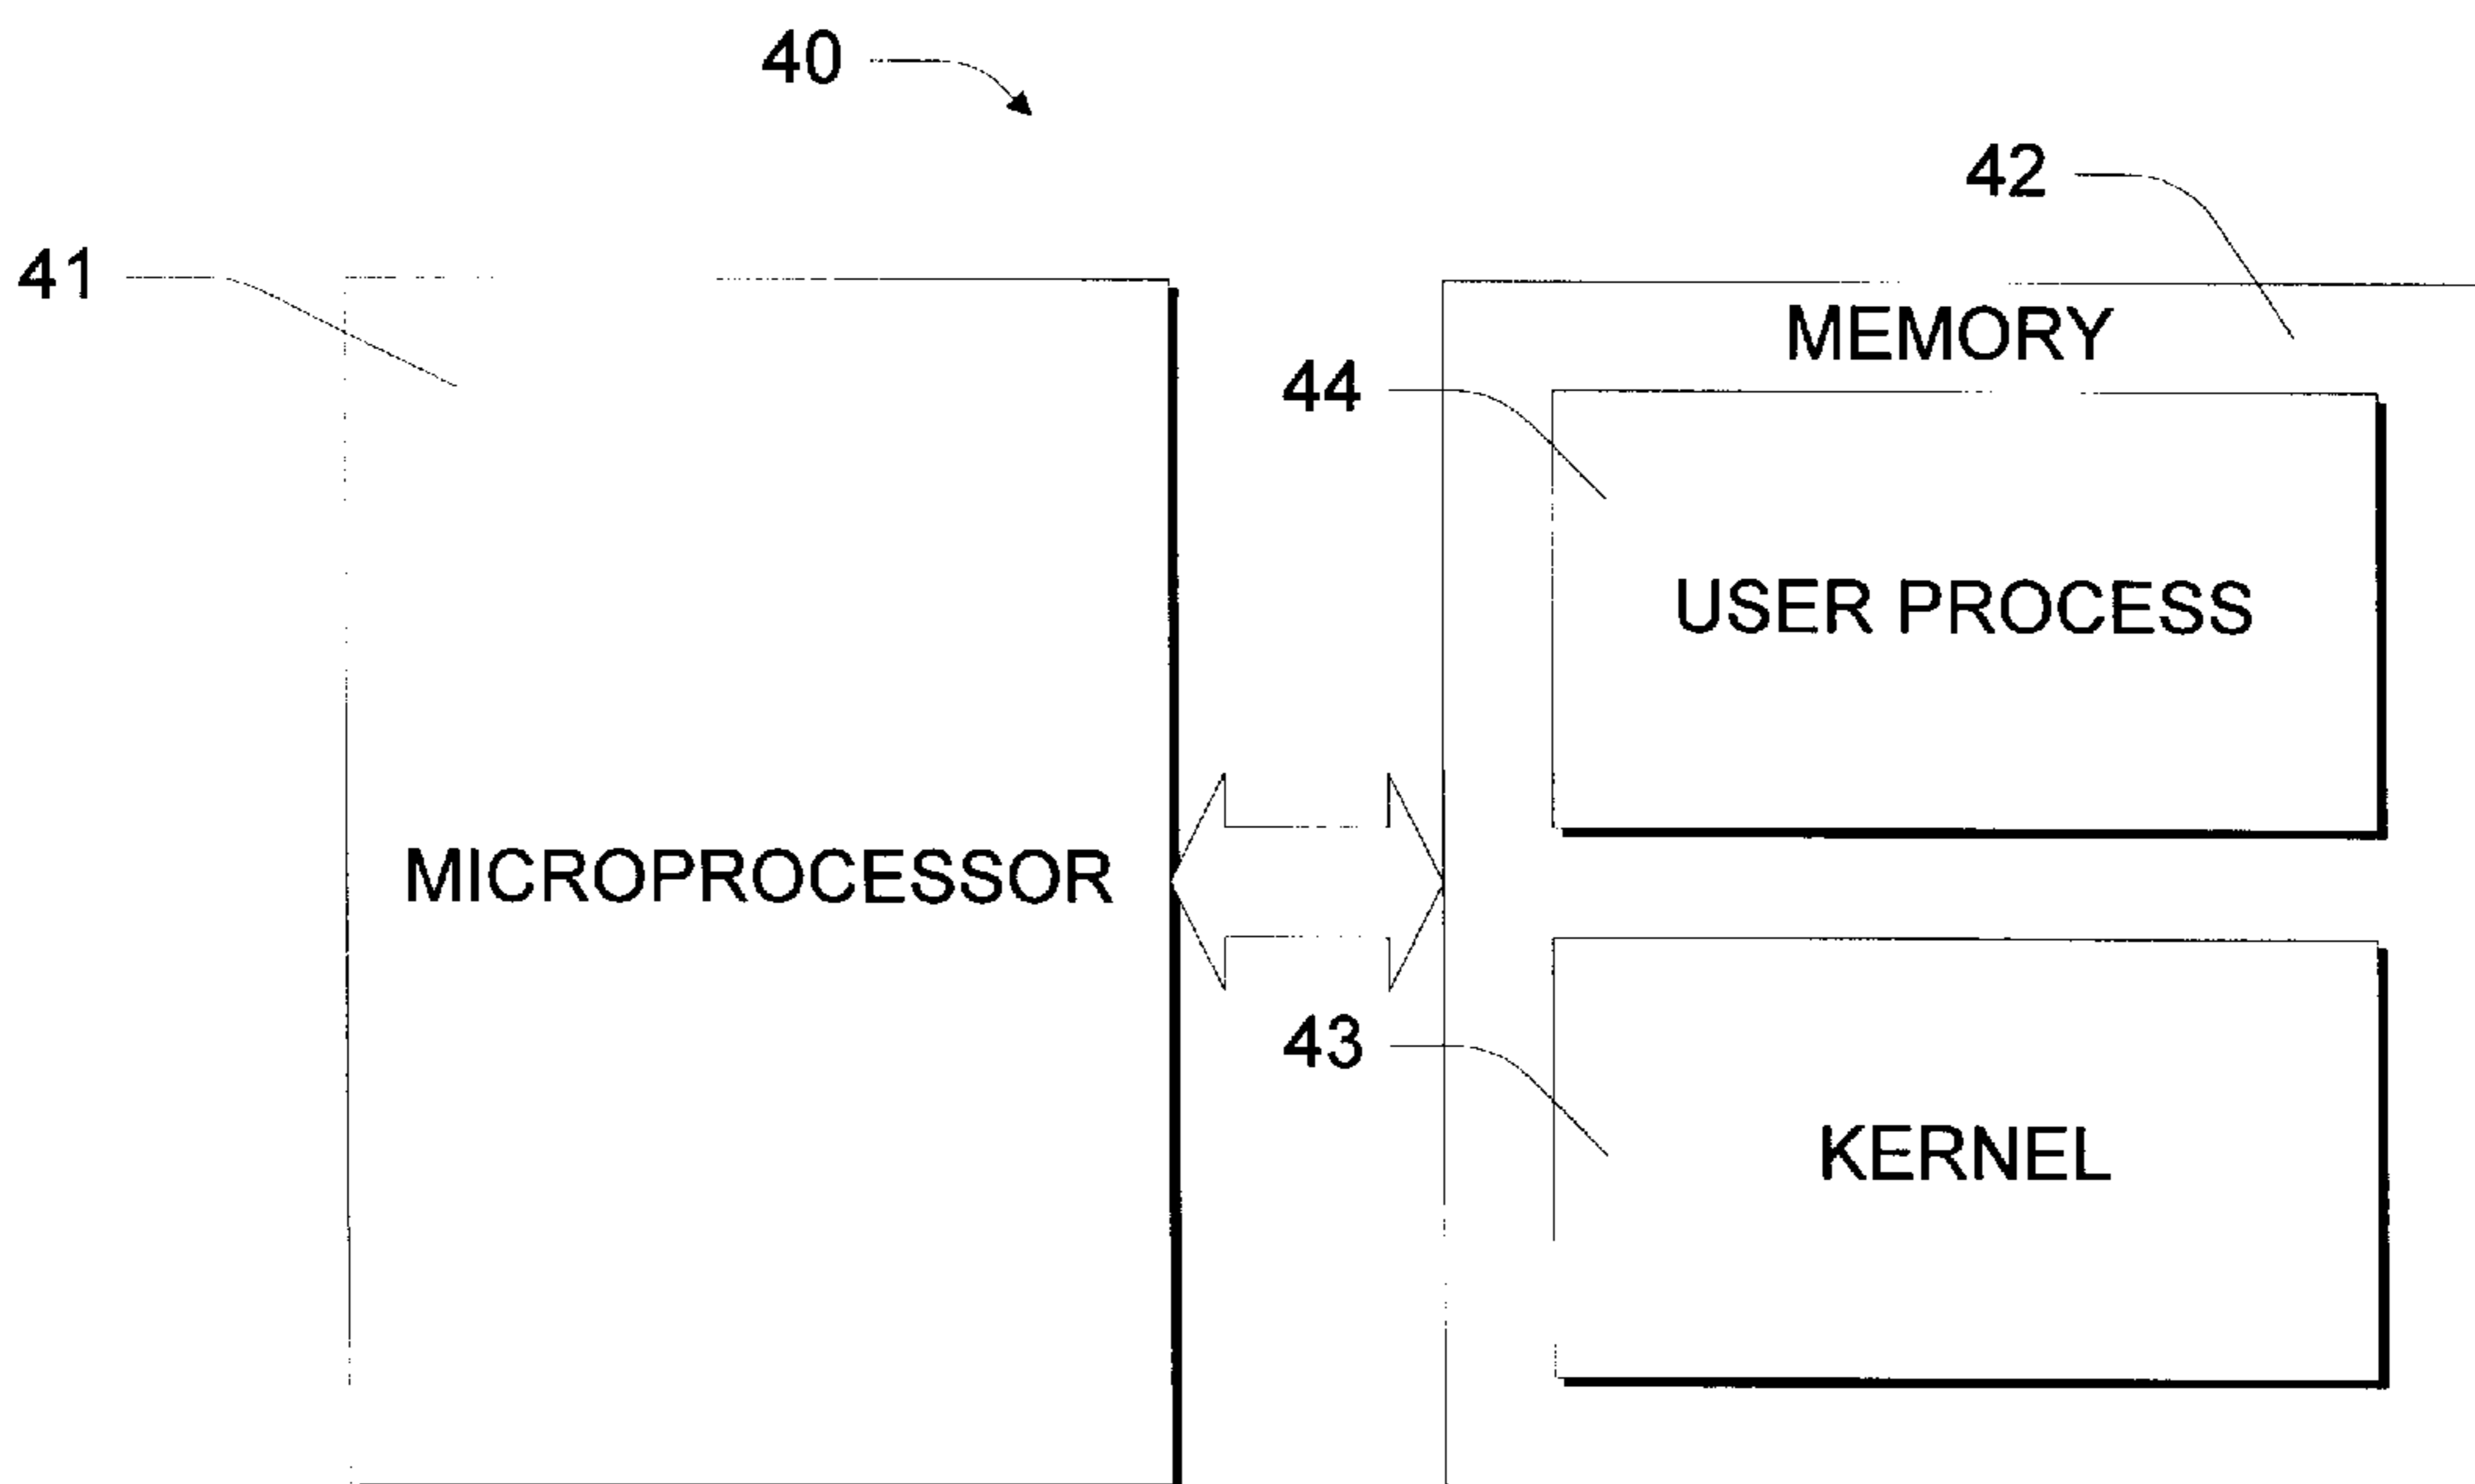 40
42
41
MEMORY
44
USER PROCESS
MICROPROCESSOR
43
KERNEL